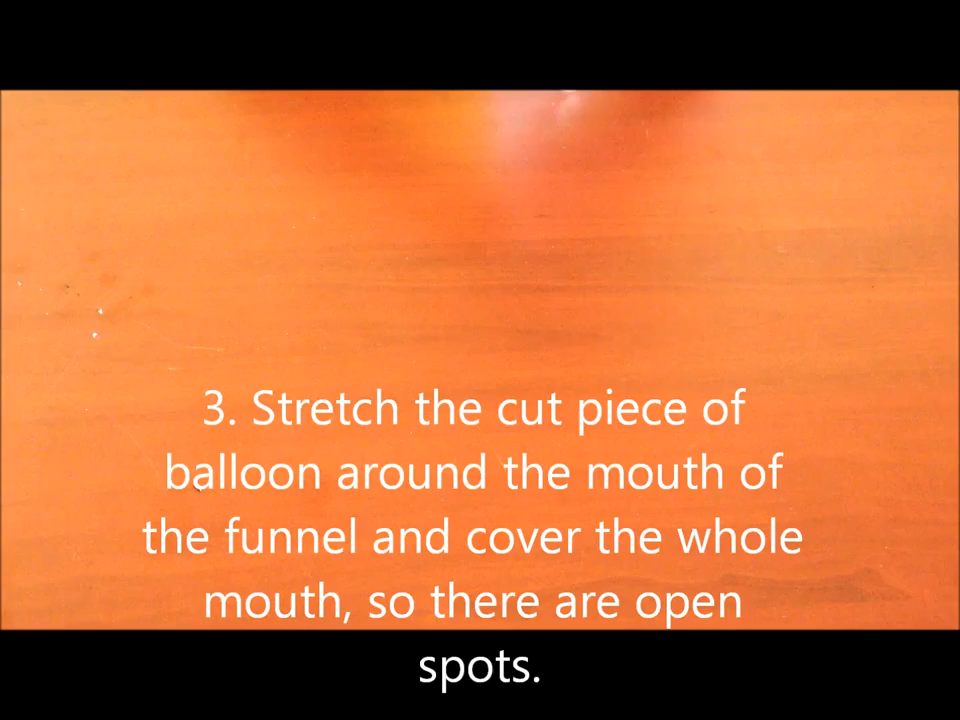 3. Stretch the cut piece of
balloon around the mouth of
the funnel and cover the whole
mouth, so there are open
spots.